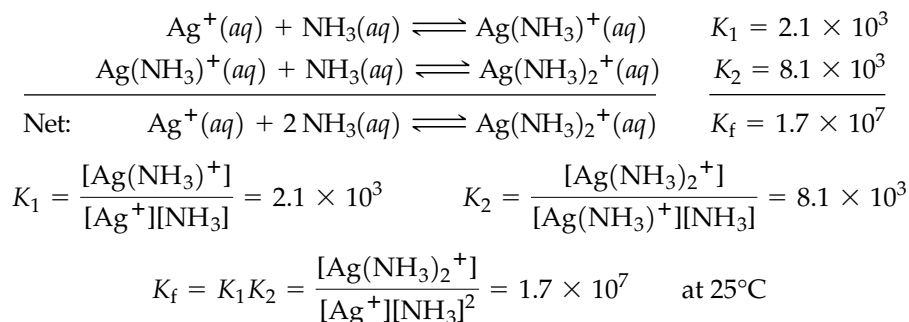 Ag⁺(aq) + NH₃(aq) ⇌ Ag(NH₃)⁺(aq) K₁ = 2.1 × 10³
Ag(NH₃)⁺(aq) + NH₃(aq) ⇌ Ag(NH₃)₂⁺(aq) K₂ = 8.1 × 10³
Net: Ag⁺(aq) + 2 NH₃(aq) ⇌ Ag(NH₃)₂⁺(aq) K_f = 1.7 × 10⁷
K₁ = [Ag(NH₃)⁺] / [Ag⁺][NH₃] = 2.1 × 10³ K₂ = [Ag(NH₃)₂⁺] / [Ag(NH₃)⁺][NH₃] = 8.1 × 10³
K_f = K₁K₂ = [Ag(NH₃)₂⁺] / [Ag⁺][NH₃]² = 1.7 × 10⁷ at 25°C